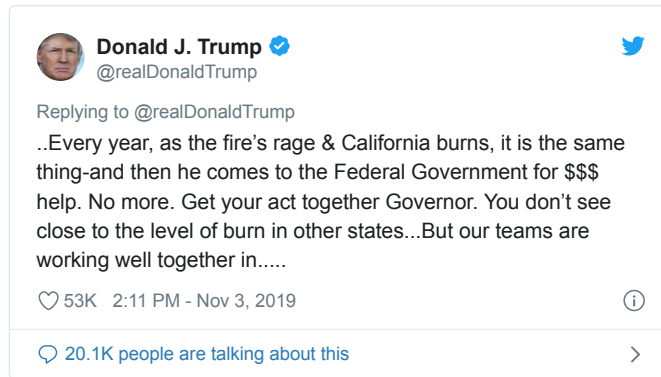 Donald J. Trump
@realDonaldTrump
Replying to @realDonaldTrump
..Every year, as the fire’s rage & California burns, it is the same
thing-and then he comes to the Federal Government for $$$
help. No more. Get your act together Governor. You don’t see
close to the level of burn in other states...But our teams are
working well together in.....
53K 2:11 PM - Nov 3, 2019
20.1K people are talking about this